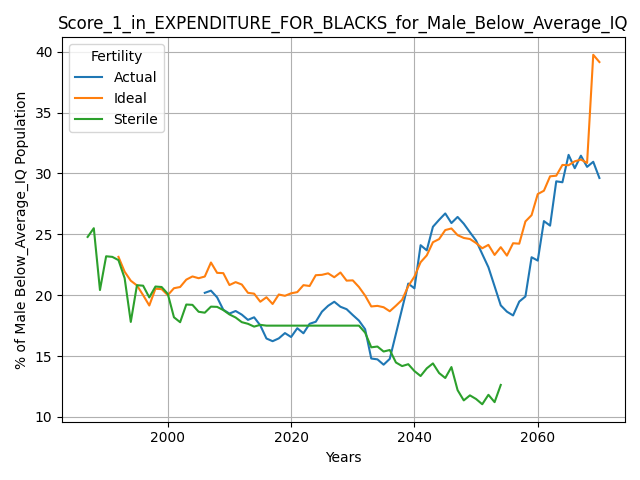 Score_1_in_EXPENDITURE_FOR_BLACKS_for_Male_Below_Average_IQ
Fertility
Actual
Ideal
Sterile
% of Male Below_Average_IQ Population
40
35
30
25
20
15
10
2000
2020
2040
2060
Years